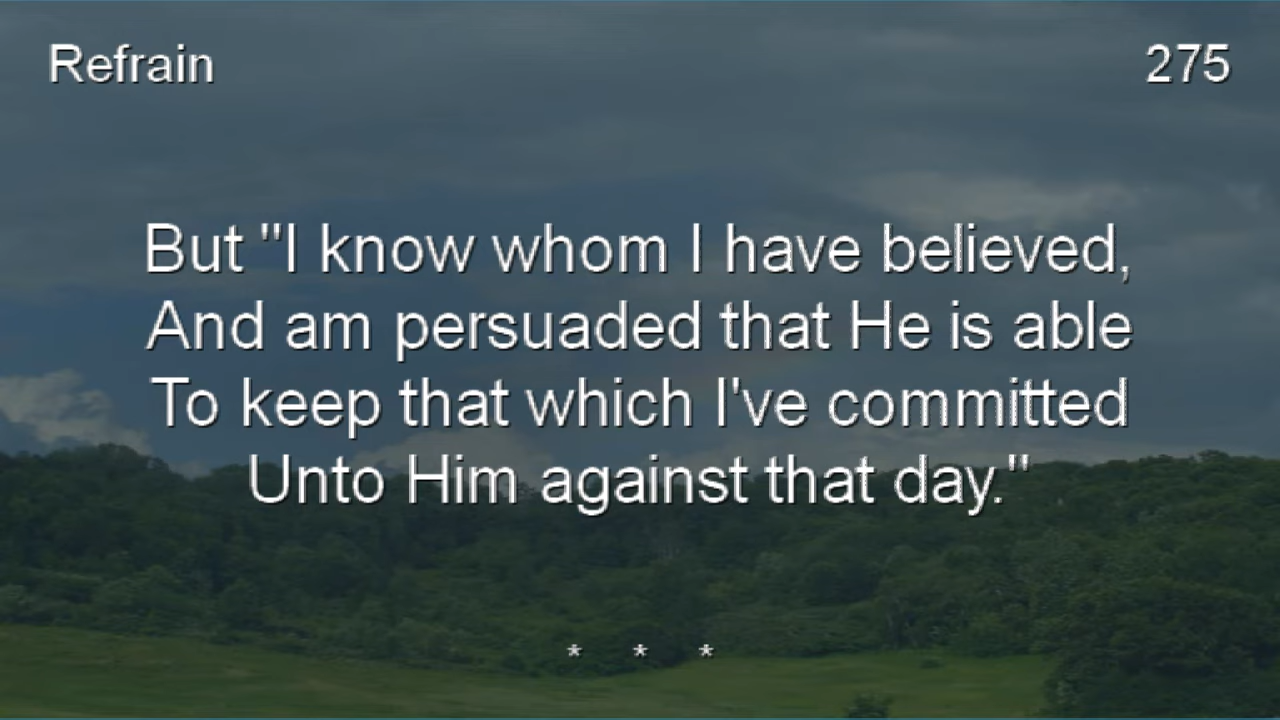 Refrain 275
But "I know whom I have believed,
And am persuaded that He is able
To keep that which I've committed
Unto Him against that day."
* * *